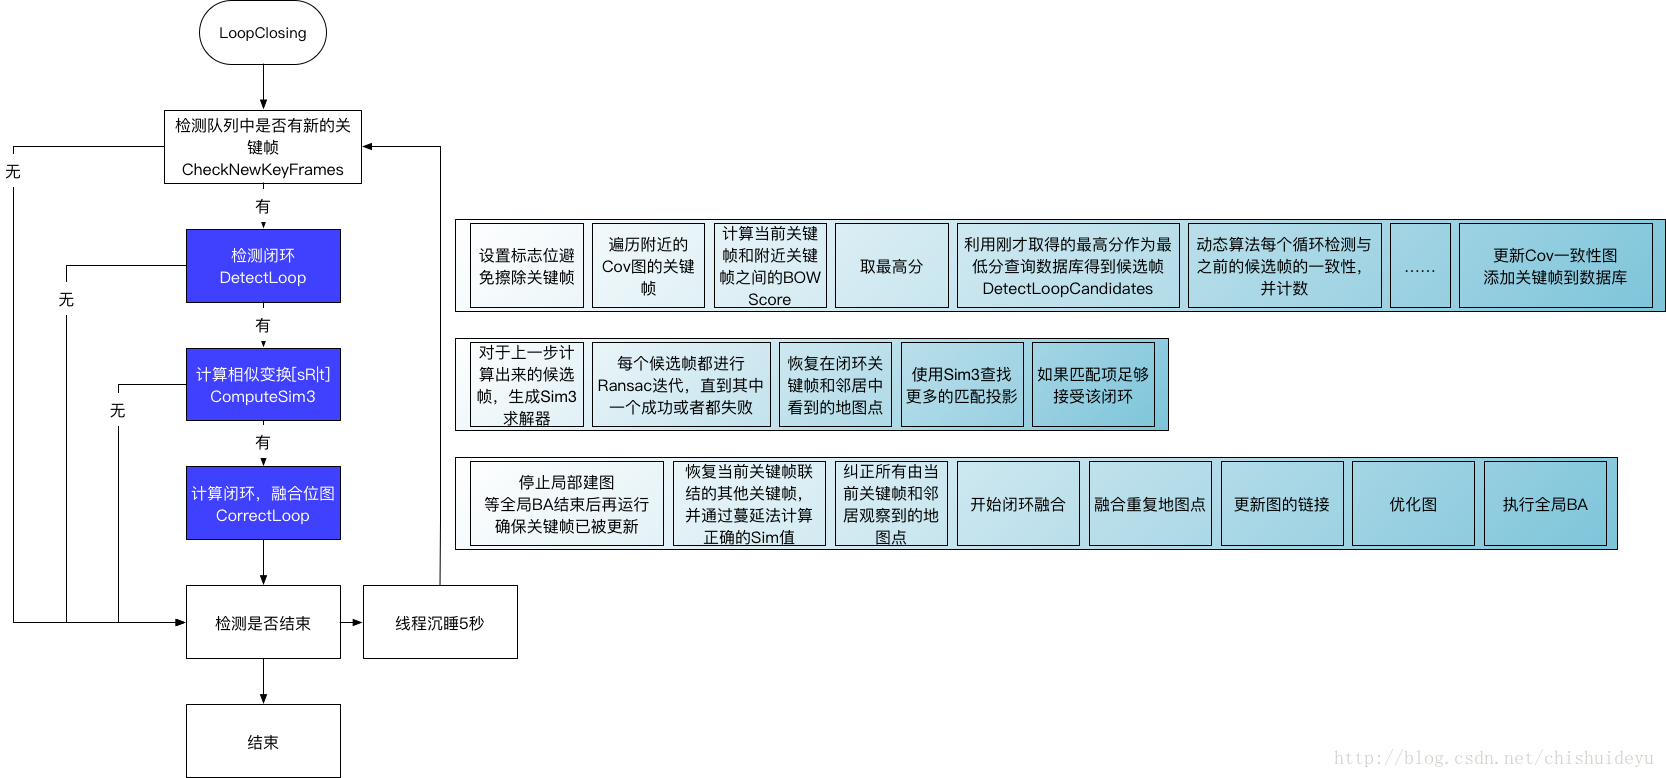 LoopClosing
检测队列中是否有新的关
键帧
CheckNewKeyFrames
无
有
检测闭环
DetectLoop
无
有
计算相似变换[sR|t]
ComputeSim3
无
有
计算闭环，融合位图
CorrectLoop
检测是否结束
线程沉睡5秒
结束
设置标志位避
免擦除关键帧
遍历附近的
Cov图的关键
帧
计算当前关键
帧和附近关键
帧之间的BOW
Score
取最高分
利用刚才取得的最高分作为最
低分查询数据库得到候选帧
DetectLoopCandidates
动态算法每个循环检测与
之前的候选帧的一致性，
并计数
……
更新Cov一致性图
添加关键帧到数据库
对于上一步计
算出来的候选
帧，生成Sim3
求解器
每个候选帧都进行
Ransac迭代，直到其中
一个成功或者都失败
恢复在闭环关
键帧和邻居中
看到的地图点
使用Sim3查找
更多的匹配投影
如果匹配项足够
接受该闭环
停止局部建图
等全局BA结束后再运行
确保关键帧已被更新
恢复当前关键帧联
结的其他关键帧，
并通过蔓延法计算
正确的Sim值
纠正所有由当
前关键帧和邻
居观察到的地
图点
开始闭环融合
融合重复地图点
更新图的链接
优化图
执行全局BA
http://blog.csdn.net/chishuideyu